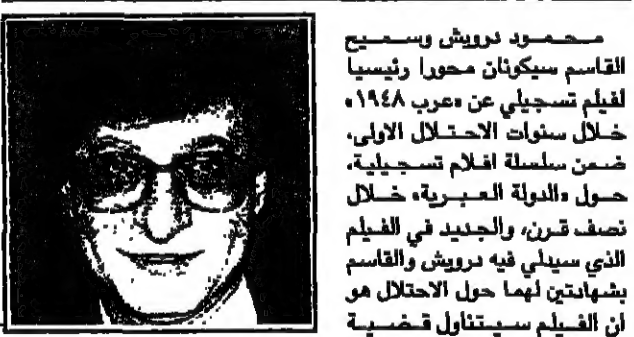 محمود درويش وسميح
القاسم سيكونان محورا رئيسيا
لفيلم تسجيلي عن «عرب ١٩٤٨»
خلال سنوات الاحتلال الاولى،
ضمن سلسلة افلام تسجيلية،
حول «الدولة العبرية» خلال
نصف قرن، والجديد في الفيلم
الذي سيدلي فيه درويش والقاسم
بشهادتين لهما حول الاحتلال هو
ان الفيلم سيتناول قضية